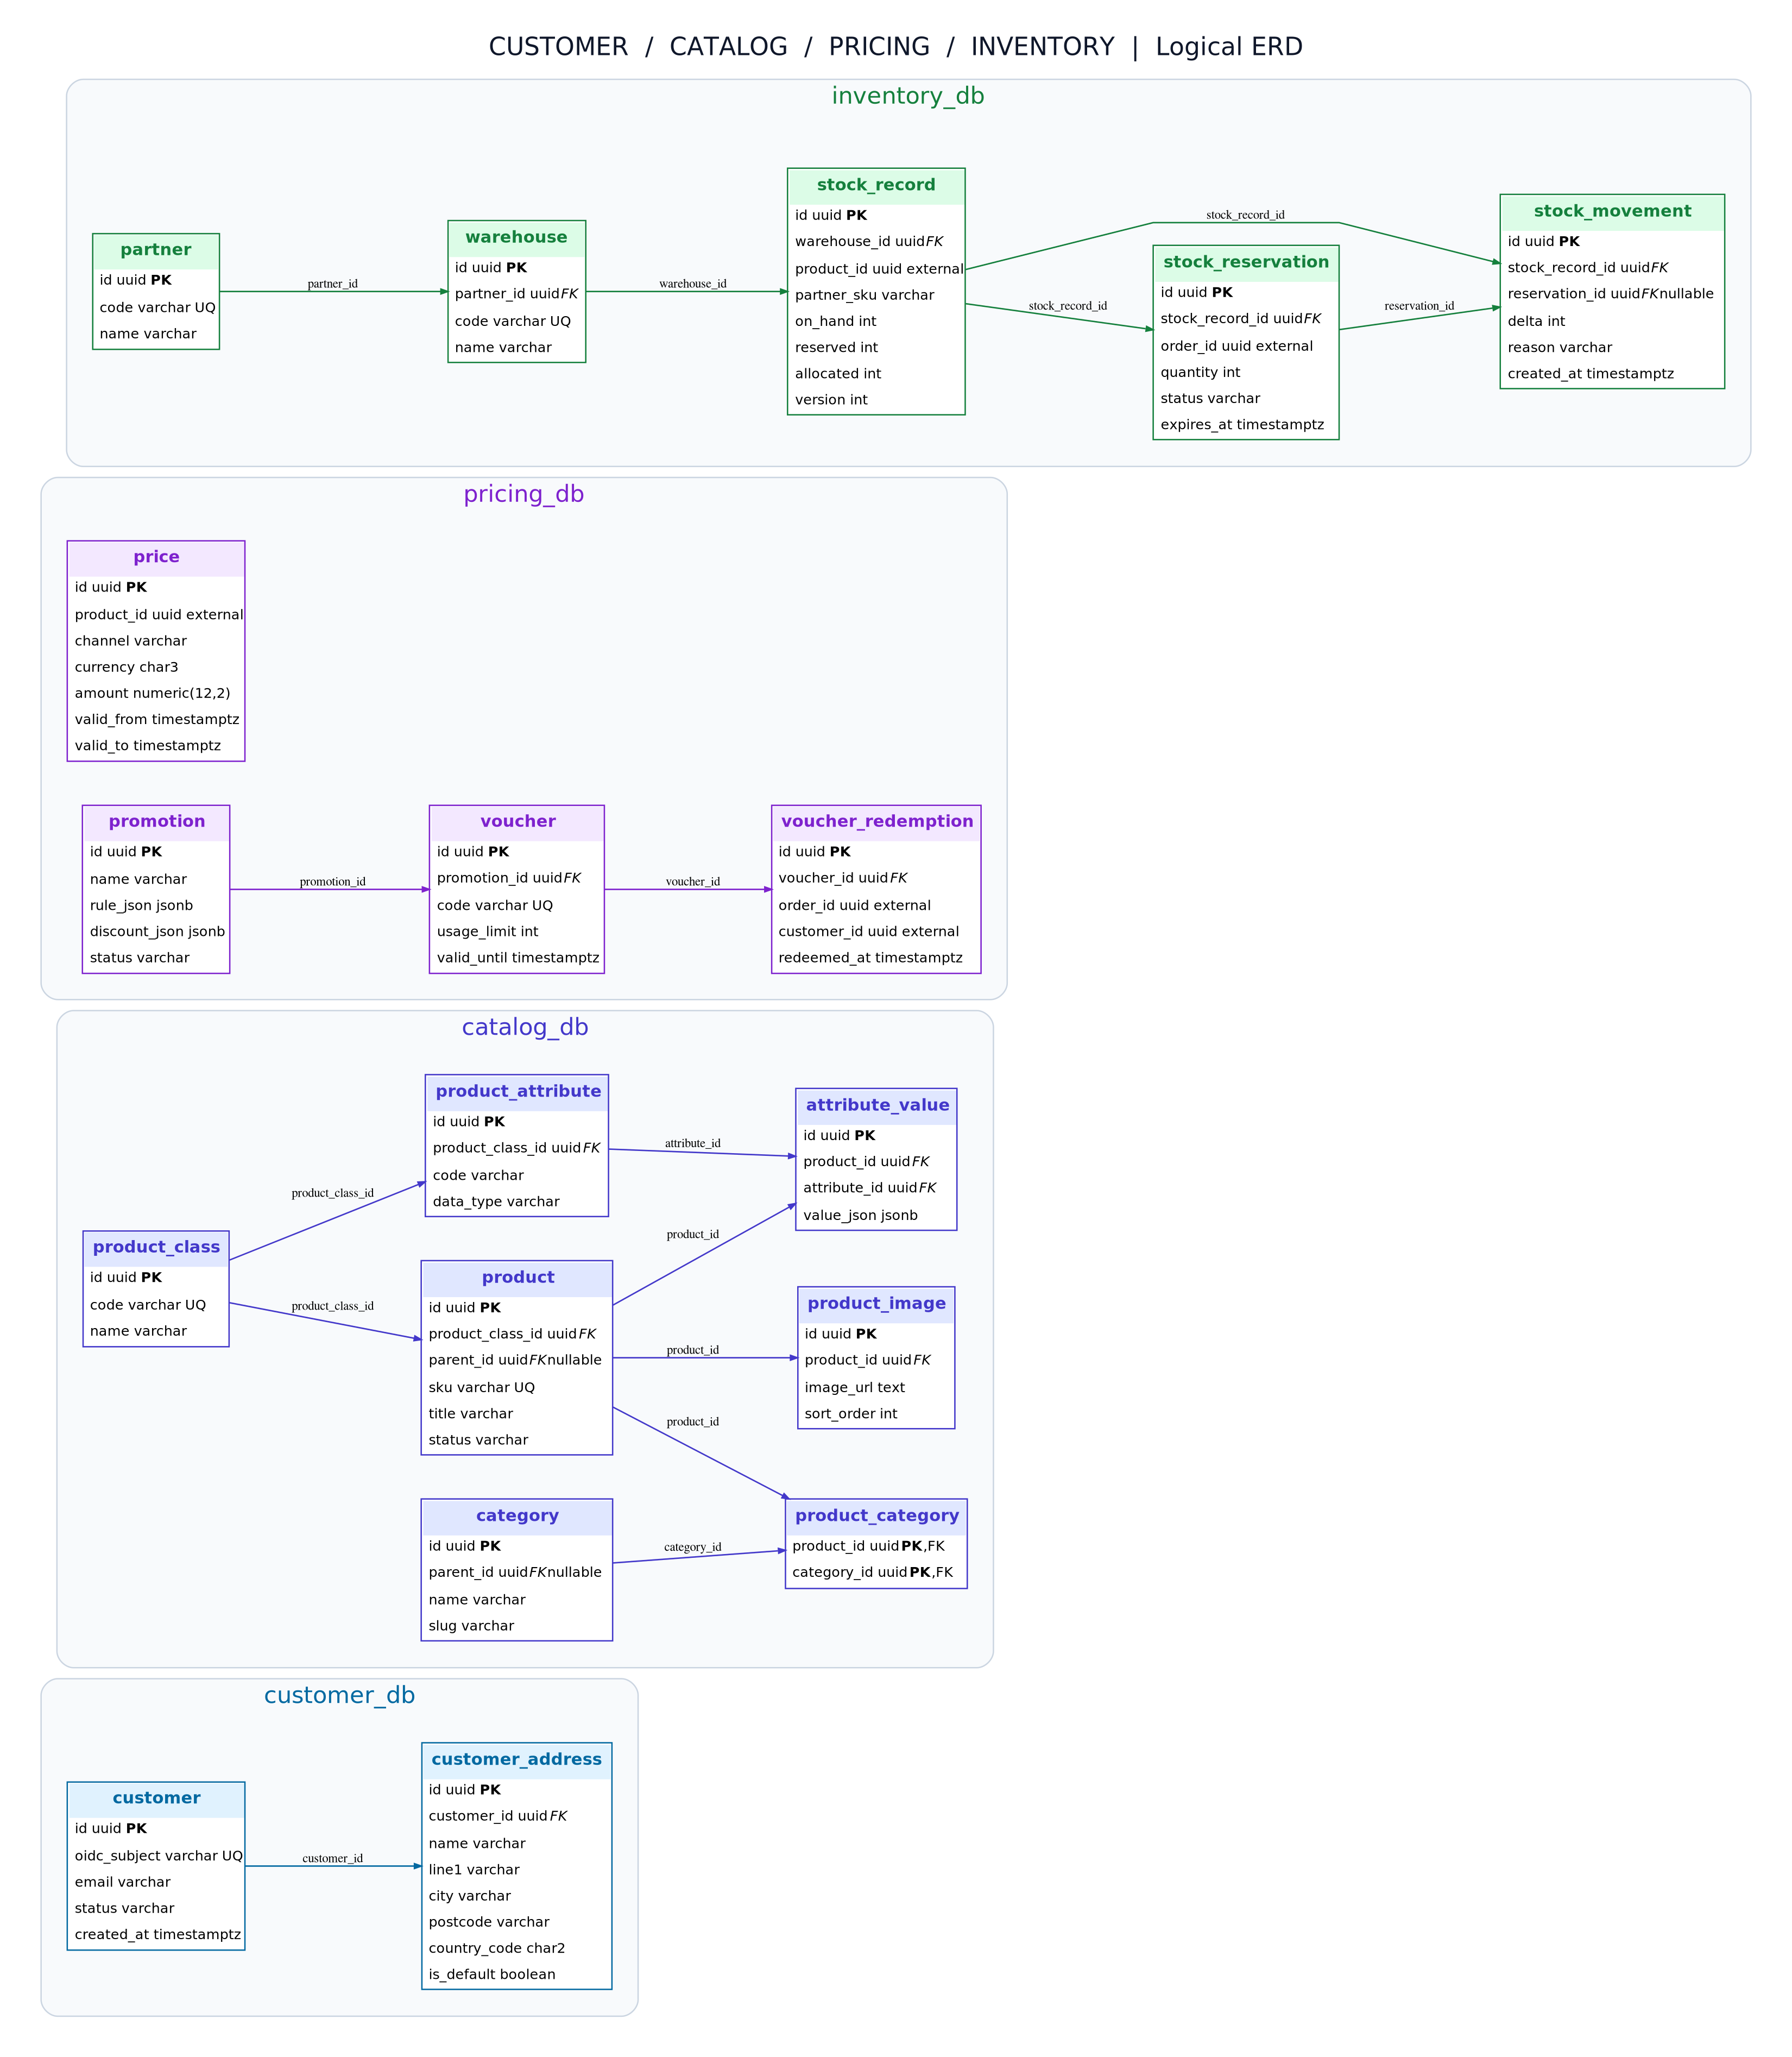 CUSTOMER / CATALOG / PRICING / INVENTORY | Logical ERD
inventory_db
partner
id uuid PK
code varchar UQ
name varchar
partner_id
warehouse
id uuid PK
partner_id uuid FK
code varchar UQ
name varchar
warehouse_id
stock_record
id uuid PK
warehouse_id uuid FK
product_id uuid external
partner_sku varchar
on_hand int
reserved int
allocated int
version int
stock_record_id
stock_record_id
stock_reservation
id uuid PK
stock_record_id uuid FK
order_id uuid external
quantity int
status varchar
expires_at timestamptz
reservation_id
stock_movement
id uuid PK
stock_record_id uuid FK
reservation_id uuid FK nullable
delta int
reason varchar
created_at timestamptz
pricing_db
price
id uuid PK
product_id uuid external
channel varchar
currency char3
amount numeric(12,2)
valid_from timestamptz
valid_to timestamptz
promotion
id uuid PK
name varchar
rule_json jsonb
discount_json jsonb
status varchar
promotion_id
voucher
id uuid PK
promotion_id uuid FK
code varchar UQ
usage_limit int
valid_until timestamptz
voucher_id
voucher_redemption
id uuid PK
voucher_id uuid FK
order_id uuid external
customer_id uuid external
redeemed_at timestamptz
catalog_db
product_class
id uuid PK
code varchar UQ
name varchar
product_class_id
product_class_id
product_attribute
id uuid PK
product_class_id uuid FK
code varchar
data_type varchar
attribute_id
product
id uuid PK
product_class_id uuid FK
parent_id uuid FK nullable
sku varchar UQ
title varchar
status varchar
product_id
product_id
product_id
category
id uuid PK
parent_id uuid FK nullable
name varchar
slug varchar
category_id
attribute_value
id uuid PK
product_id uuid FK
attribute_id uuid FK
value_json jsonb
product_image
id uuid PK
product_id uuid FK
image_url text
sort_order int
product_category
product_id uuid PK,FK
category_id uuid PK,FK
customer_db
customer
id uuid PK
oidc_subject varchar UQ
email varchar
status varchar
created_at timestamptz
customer_id
customer_address
id uuid PK
customer_id uuid FK
name varchar
line1 varchar
city varchar
postcode varchar
country_code char2
is_default boolean